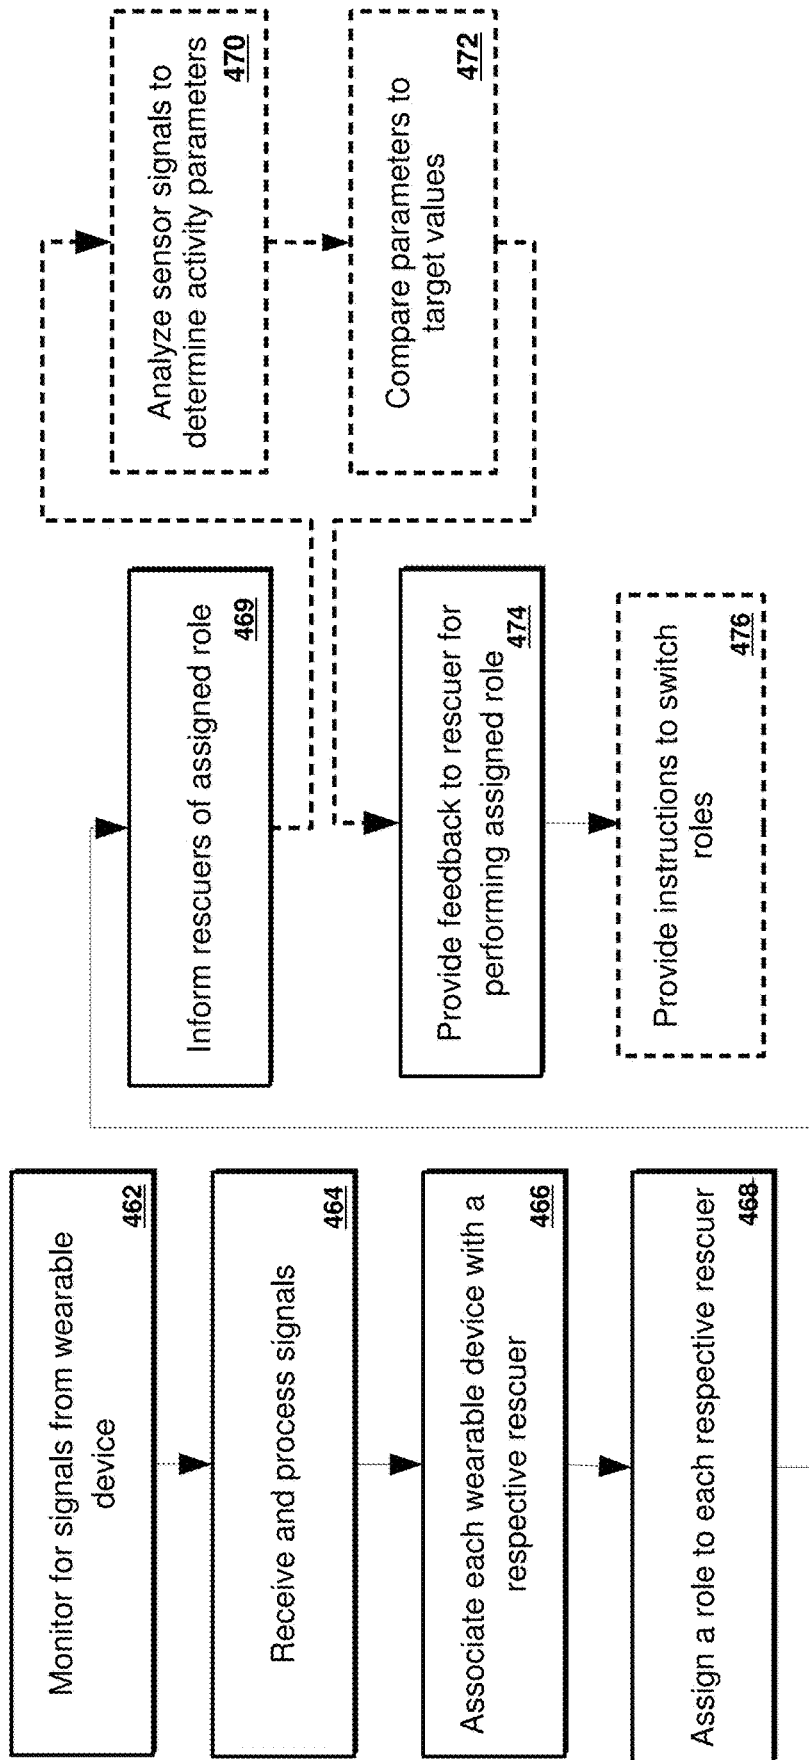 Monitor for signals from wearable
device
462
Receive and process signals
464
Associate each wearable device with a
respective rescuer
466
Assign a role to each respective rescuer
468
Inform rescuers of assigned role
469
Analyze sensor signals to
determine activity parameters
470
Compare parameters to
target values
472
Provide feedback to rescuer for
performing assigned role
474
Provide instructions to switch
roles
476